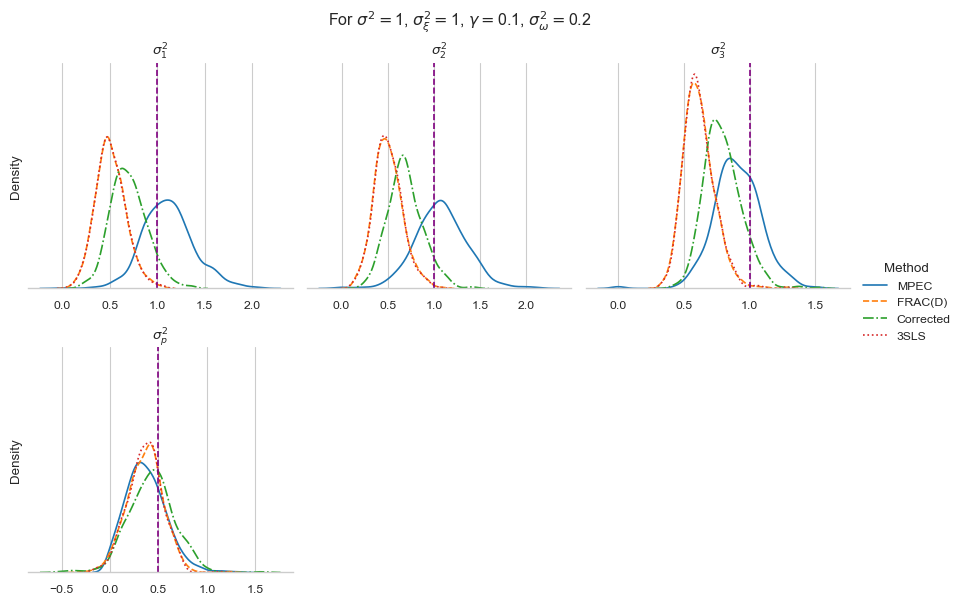 For σ² = 1, σ²_ξ = 1, γ = 0.1, σ²_ω = 0.2
σ²_1 σ²_2 σ²_3
Density
0.0 0.5 1.0 1.5 2.0 0.0 0.5 1.0 1.5 2.0 0.0 0.5 1.0 1.5
Method
MPEC
FRAC(D)
Corrected
3SLS
σ²_p
Density
−0.5 0.0 0.5 1.0 1.5